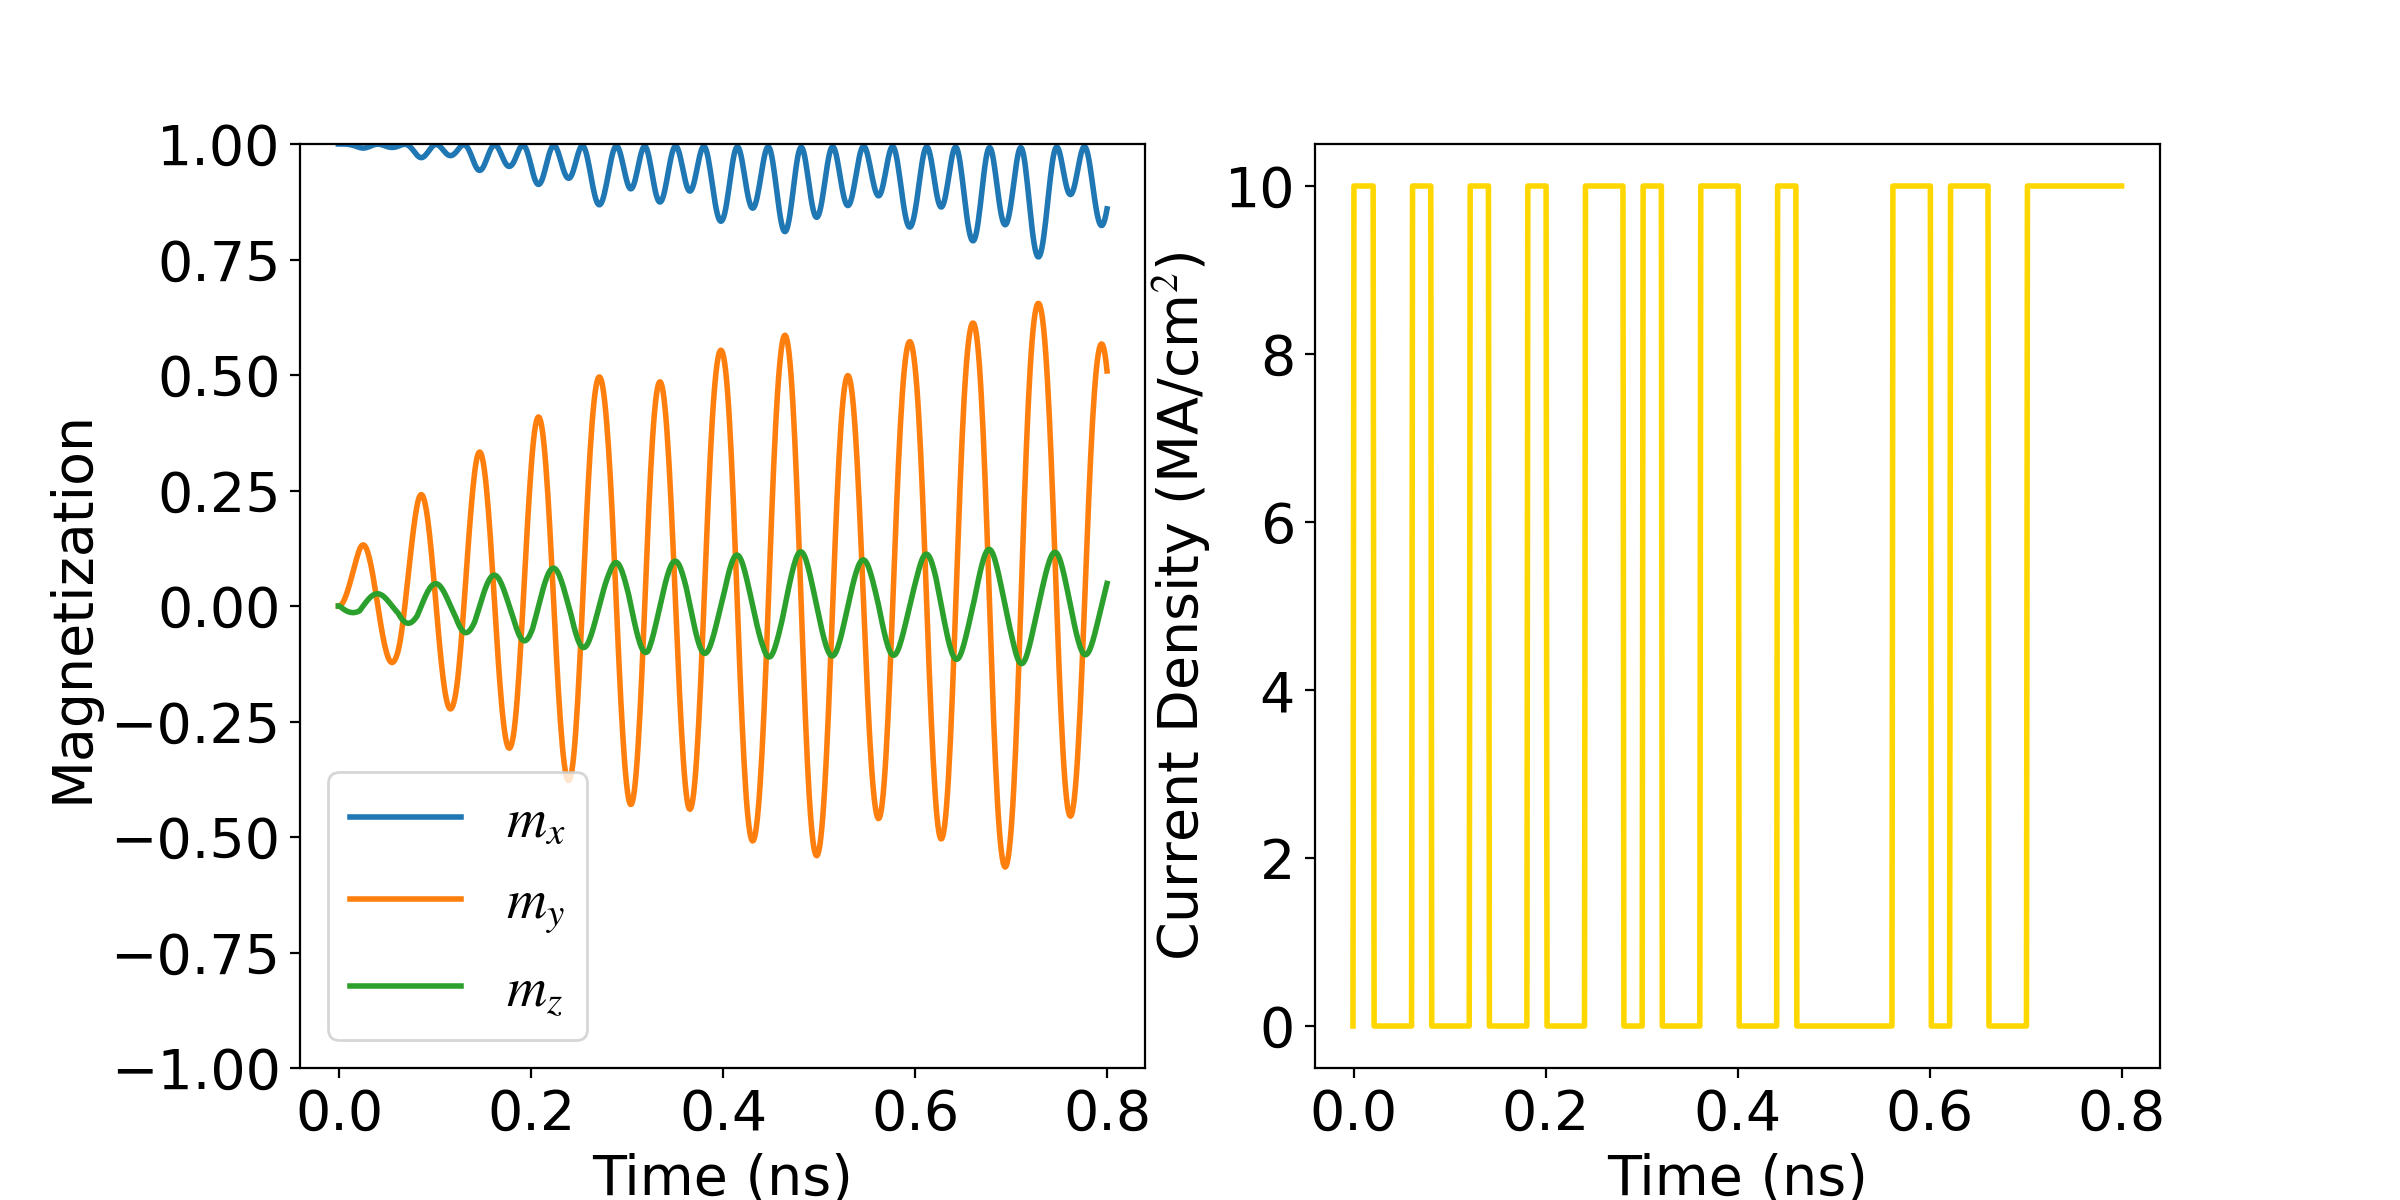 Magnetization
1.00
0.75
0.50
0.25
0.00
−0.25
−0.50
−0.75
−1.00
m_x
m_y
m_z
0.0 0.2 0.4 0.6 0.8
Time (ns)
Current Density (MA/cm²)
10
8
6
4
2
0
0.0 0.2 0.4 0.6 0.8
Time (ns)